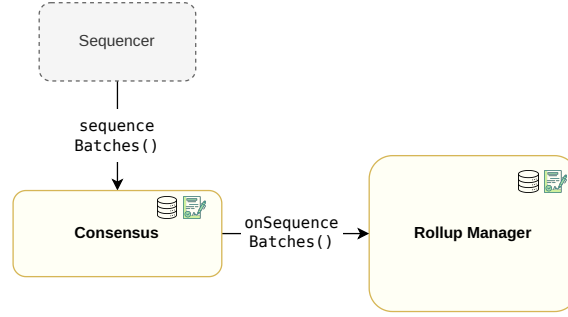 Sequencer
sequence
Batches()
Consensus
onSequence
Batches()
Rollup Manager